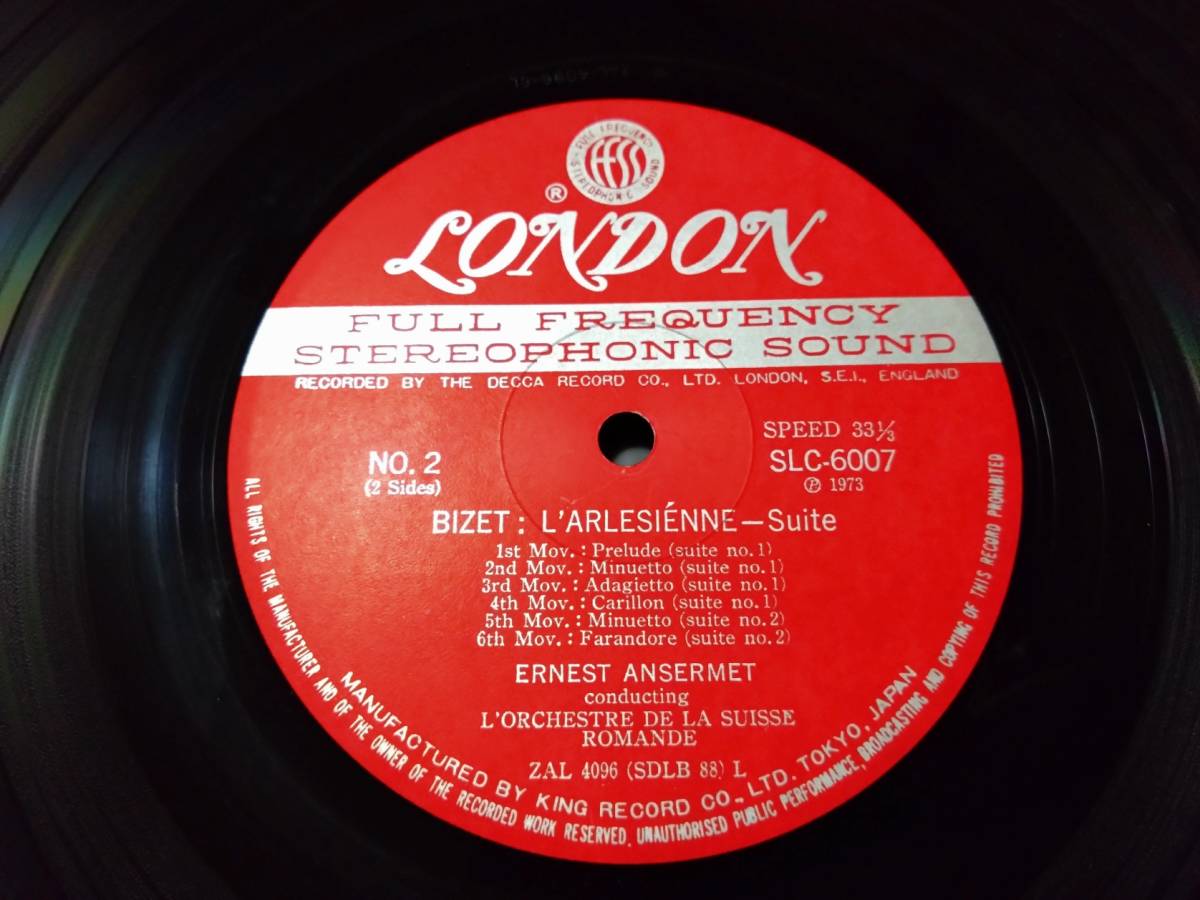 FULL FREQUENCY
STEREOPHONIC SOUND
®
LONDON
FULL FREQUENCY
STEREOPHONIC SOUND
RECORDED BY THE DECCA RECORD CO., LTD. LONDON, S.E.I., ENGLAND
NO. 2
(2 Sides)
SPEED 33⅓
SLC-6007
℗ 1973
BIZET: L'ARLESIÉNNE—Suite
1st Mov.: Prelude (suite no. 1)
2nd Mov.: Minuetto (suite no. 1)
3rd Mov.: Adagietto (suite no. 1)
4th Mov.: Carillon (suite no. 1)
5th Mov.: Minuetto (suite no. 2)
6th Mov.: Farandore (suite no. 2)
ERNEST ANSERMET
conducting
L'ORCHESTRE DE LA SUISSE
ROMANDE
ZAL 4096 (SDLB 88) L
MANUFACTURED BY KING RECORD CO., LTD. TOKYO, JAPAN
ALL RIGHTS OF THE MANUFACTURER AND OF THE OWNER OF THE RECORDED WORK RESERVED. UNAUTHORISED PUBLIC PERFORMANCE, BROADCASTING AND COPYING OF THIS RECORD PROHIBITED